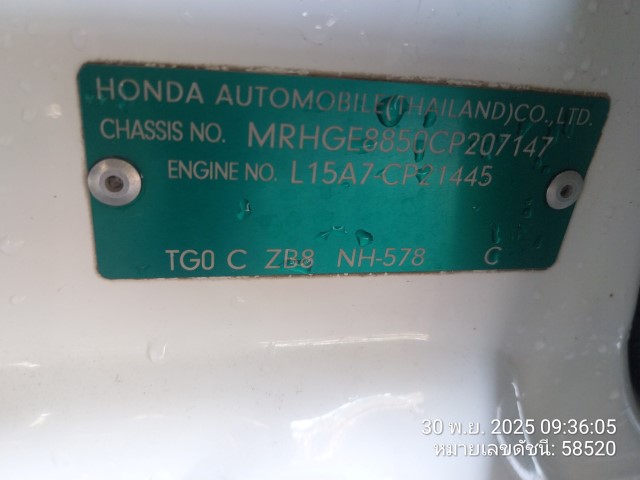 HONDA AUTOMOBILE(THAILAND)CO.,LTD.
CHASSIS NO. MRHGE8850CP207147
ENGINE NO. L15A7-CP21445
TG0 C ZB8 NH-578 C
30 พ.ย. 2025 09:36:05
หมายเลขดัชนี: 58520